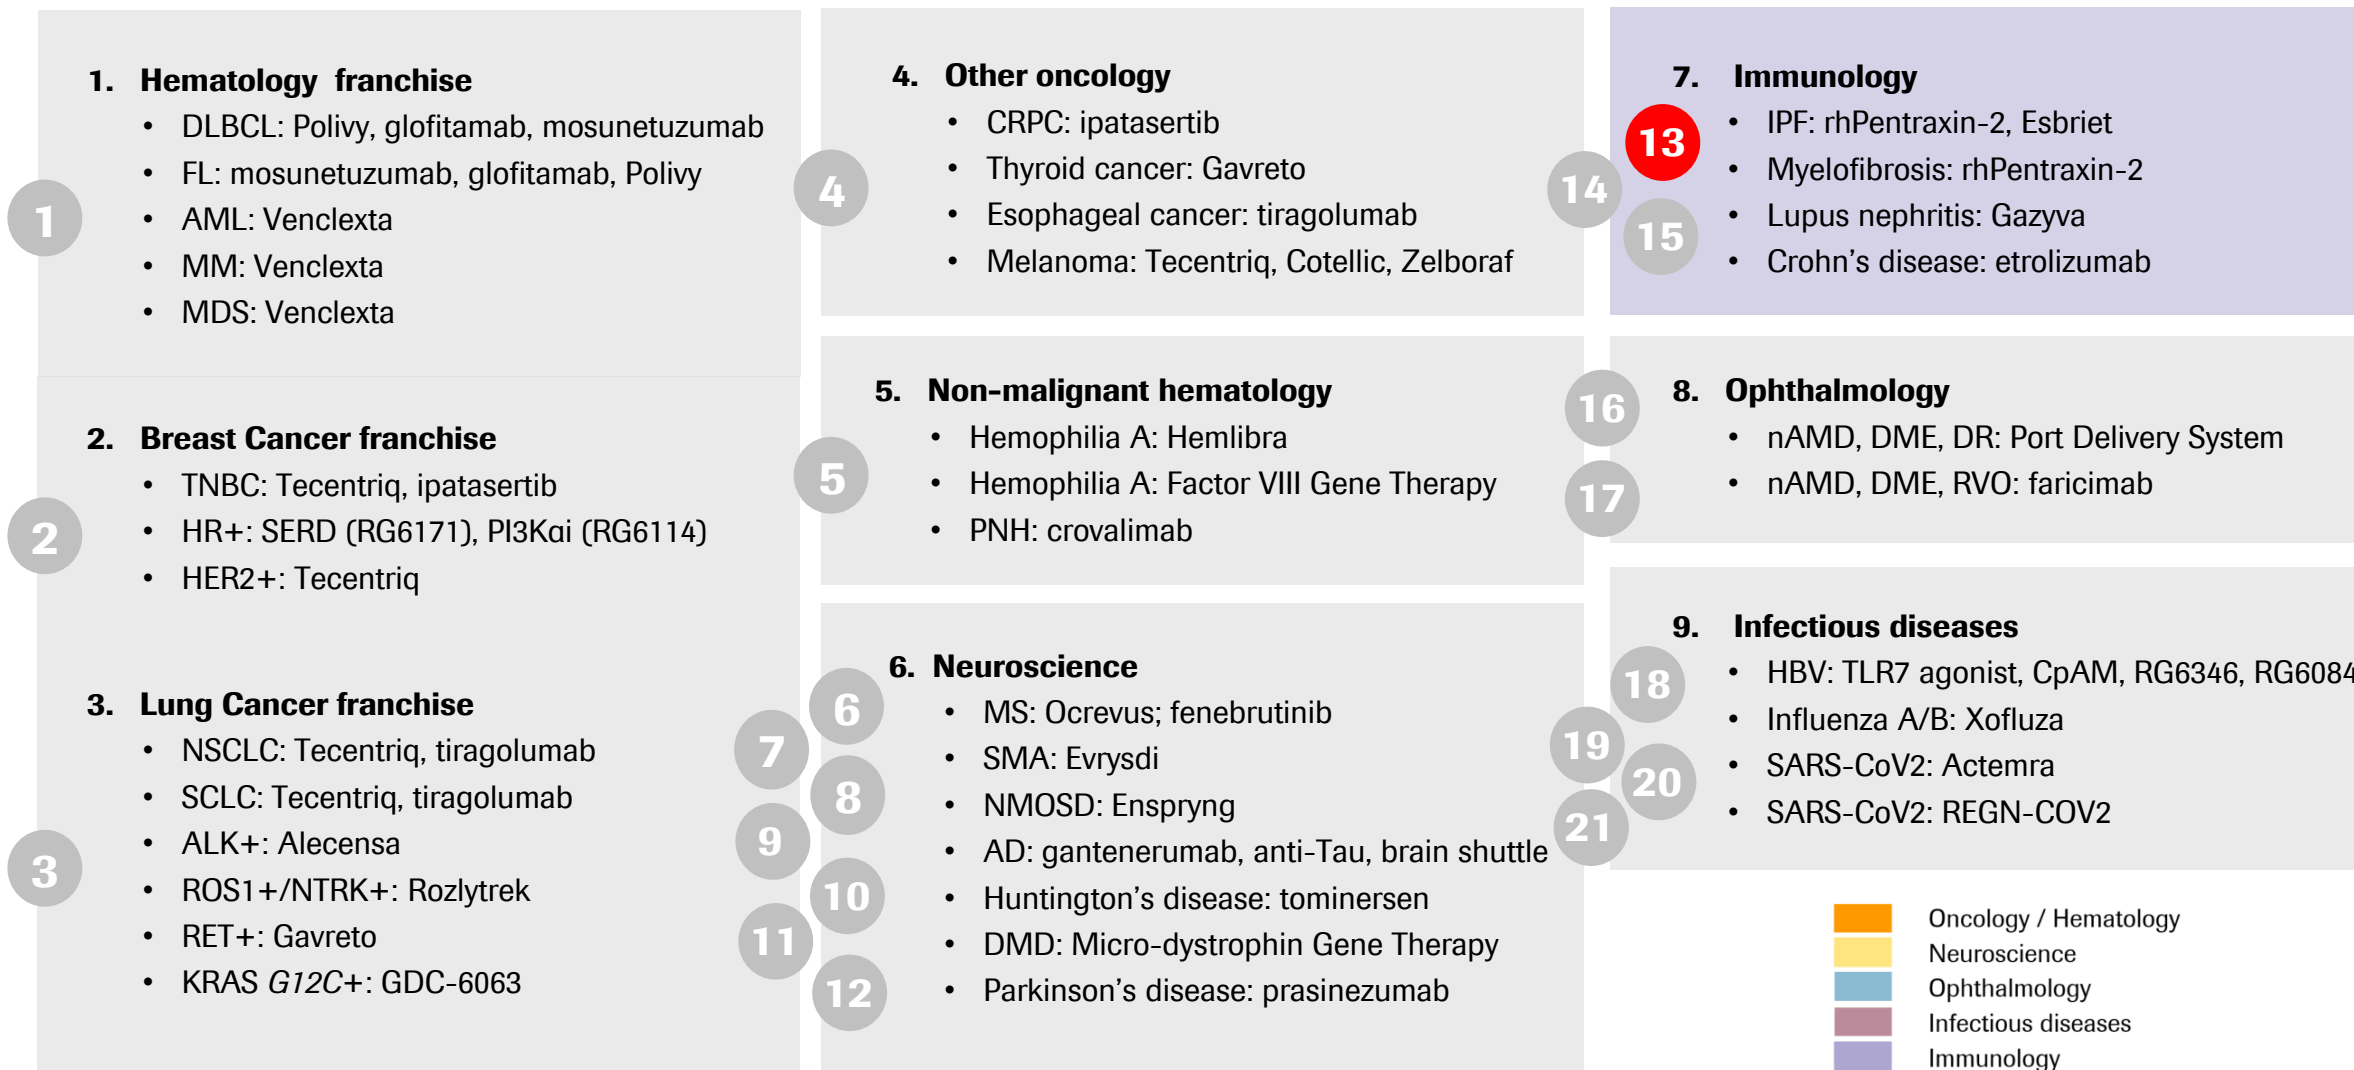 1. Hematology franchise
• DLBCL: Polivy, glofitamab, mosunetuzumab
• FL: mosunetuzumab, glofitamab, Polivy
• AML: Venclexta
• MM: Venclexta
• MDS: Venclexta
1
2. Breast Cancer franchise
• TNBC: Tecentriq, ipatasertib
• HR+: SERD (RG6171), PI3Kαi (RG6114)
• HER2+: Tecentriq
2
3. Lung Cancer franchise
• NSCLC: Tecentriq, tiragolumab
• SCLC: Tecentriq, tiragolumab
• ALK+: Alecensa
• ROS1+/NTRK+: Rozlytrek
• RET+: Gavreto
• KRAS G12C+: GDC-6063
3
4. Other oncology
• CRPC: ipatasertib
• Thyroid cancer: Gavreto
• Esophageal cancer: tiragolumab
• Melanoma: Tecentriq, Cotellic, Zelboraf
4
5. Non-malignant hematology
• Hemophilia A: Hemlibra
• Hemophilia A: Factor VIII Gene Therapy
• PNH: crovalimab
5
6. Neuroscience
• MS: Ocrevus; fenebrutinib
• SMA: Evrysdi
• NMOSD: Enspryng
• AD: gantenerumab, anti-Tau, brain shuttle
• Huntington's disease: tominersen
• DMD: Micro-dystrophin Gene Therapy
• Parkinson's disease: prasinezumab
6
7
8
9
10
11
12
7. Immunology
• IPF: rhPentraxin-2, Esbriet
• Myelofibrosis: rhPentraxin-2
• Lupus nephritis: Gazyva
• Crohn's disease: etrolizumab
13
14
15
8. Ophthalmology
• nAMD, DME, DR: Port Delivery System
• nAMD, DME, RVO: faricimab
16
17
9. Infectious diseases
• HBV: TLR7 agonist, CpAM, RG6346, RG6084
• Influenza A/B: Xofluza
• SARS-CoV2: Actemra
• SARS-CoV2: REGN-COV2
18
19
20
21
Oncology / Hematology
Neuroscience
Ophthalmology
Infectious diseases
Immunology